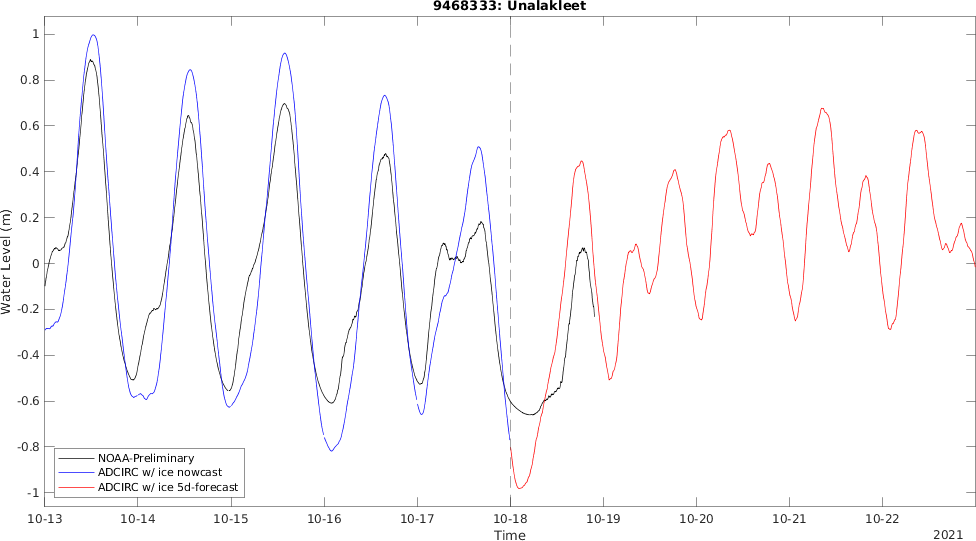 9468333: Unalakleet
Water Level (m)
1
0.8
0.6
0.4
0.2
0
-0.2
-0.4
-0.6
-0.8
-1
NOAA-Preliminary
ADCIRC w/ ice nowcast
ADCIRC w/ ice 5d-forecast
10-13 10-14 10-15 10-16 10-17 10-18 10-19 10-20 10-21 10-22
Time
2021